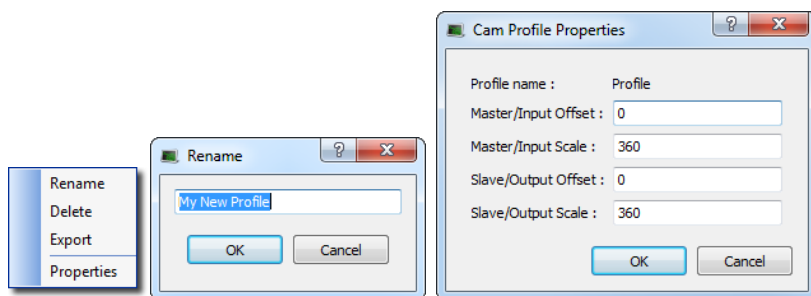 Rename
Delete
Export
Properties
Rename
My New Profile
OK Cancel
Cam Profile Properties
Profile name : Profile
Master/Input Offset : 0
Master/Input Scale : 360
Slave/Output Offset : 0
Slave/Output Scale : 360
OK Cancel